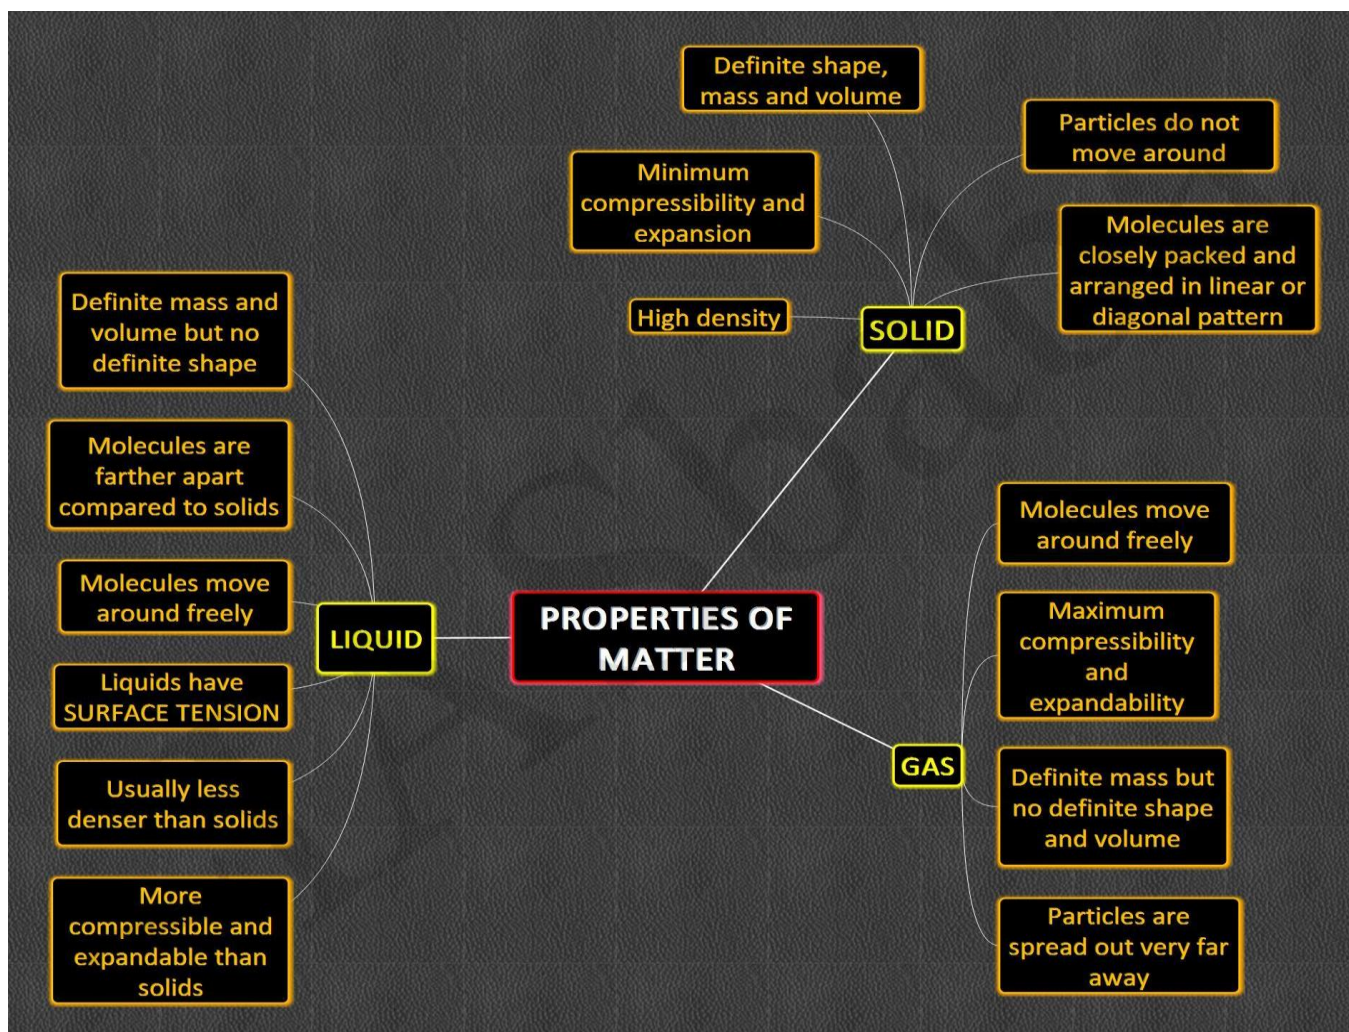 Definite shape,
mass and volume
Particles do not
move around
Minimum
compressibility and
expansion
Molecules are
closely packed and
arranged in linear or
diagonal pattern
High density
SOLID
Definite mass and
volume but no
definite shape
Molecules are
farther apart
compared to solids
Molecules move
around freely
LIQUID
Liquids have
SURFACE TENSION
Usually less
denser than solids
More
compressible and
expandable than
solids
PROPERTIES OF
MATTER
Molecules move
around freely
Maximum
compressibility
and
expandability
GAS
Definite mass but
no definite shape
and volume
Particles are
spread out very far
away